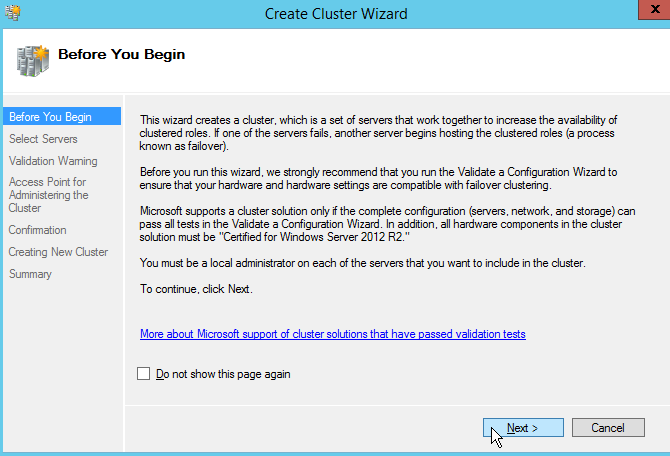 Create Cluster Wizard
x
Before You Begin
Before You Begin
Select Servers
Validation Warning
Access Point for
Administering the
Cluster
Confirmation
Creating New Cluster
Summary
This wizard creates a cluster, which is a set of servers that work together to increase the availability of
clustered roles. If one of the servers fails, another server begins hosting the clustered roles (a process
known as failover).
Before you run this wizard, we strongly recommend that you run the Validate a Configuration Wizard to
ensure that your hardware and hardware settings are compatible with failover clustering.
Microsoft supports a cluster solution only if the complete configuration (servers, network, and storage) can
pass all tests in the Validate a Configuration Wizard. In addition, all hardware components in the cluster
solution must be "Certified for Windows Server 2012 R2."
You must be a local administrator on each of the servers that you want to include in the cluster.
To continue, click Next.
More about Microsoft support of cluster solutions that have passed validation tests
Do not show this page again
Next >
Cancel